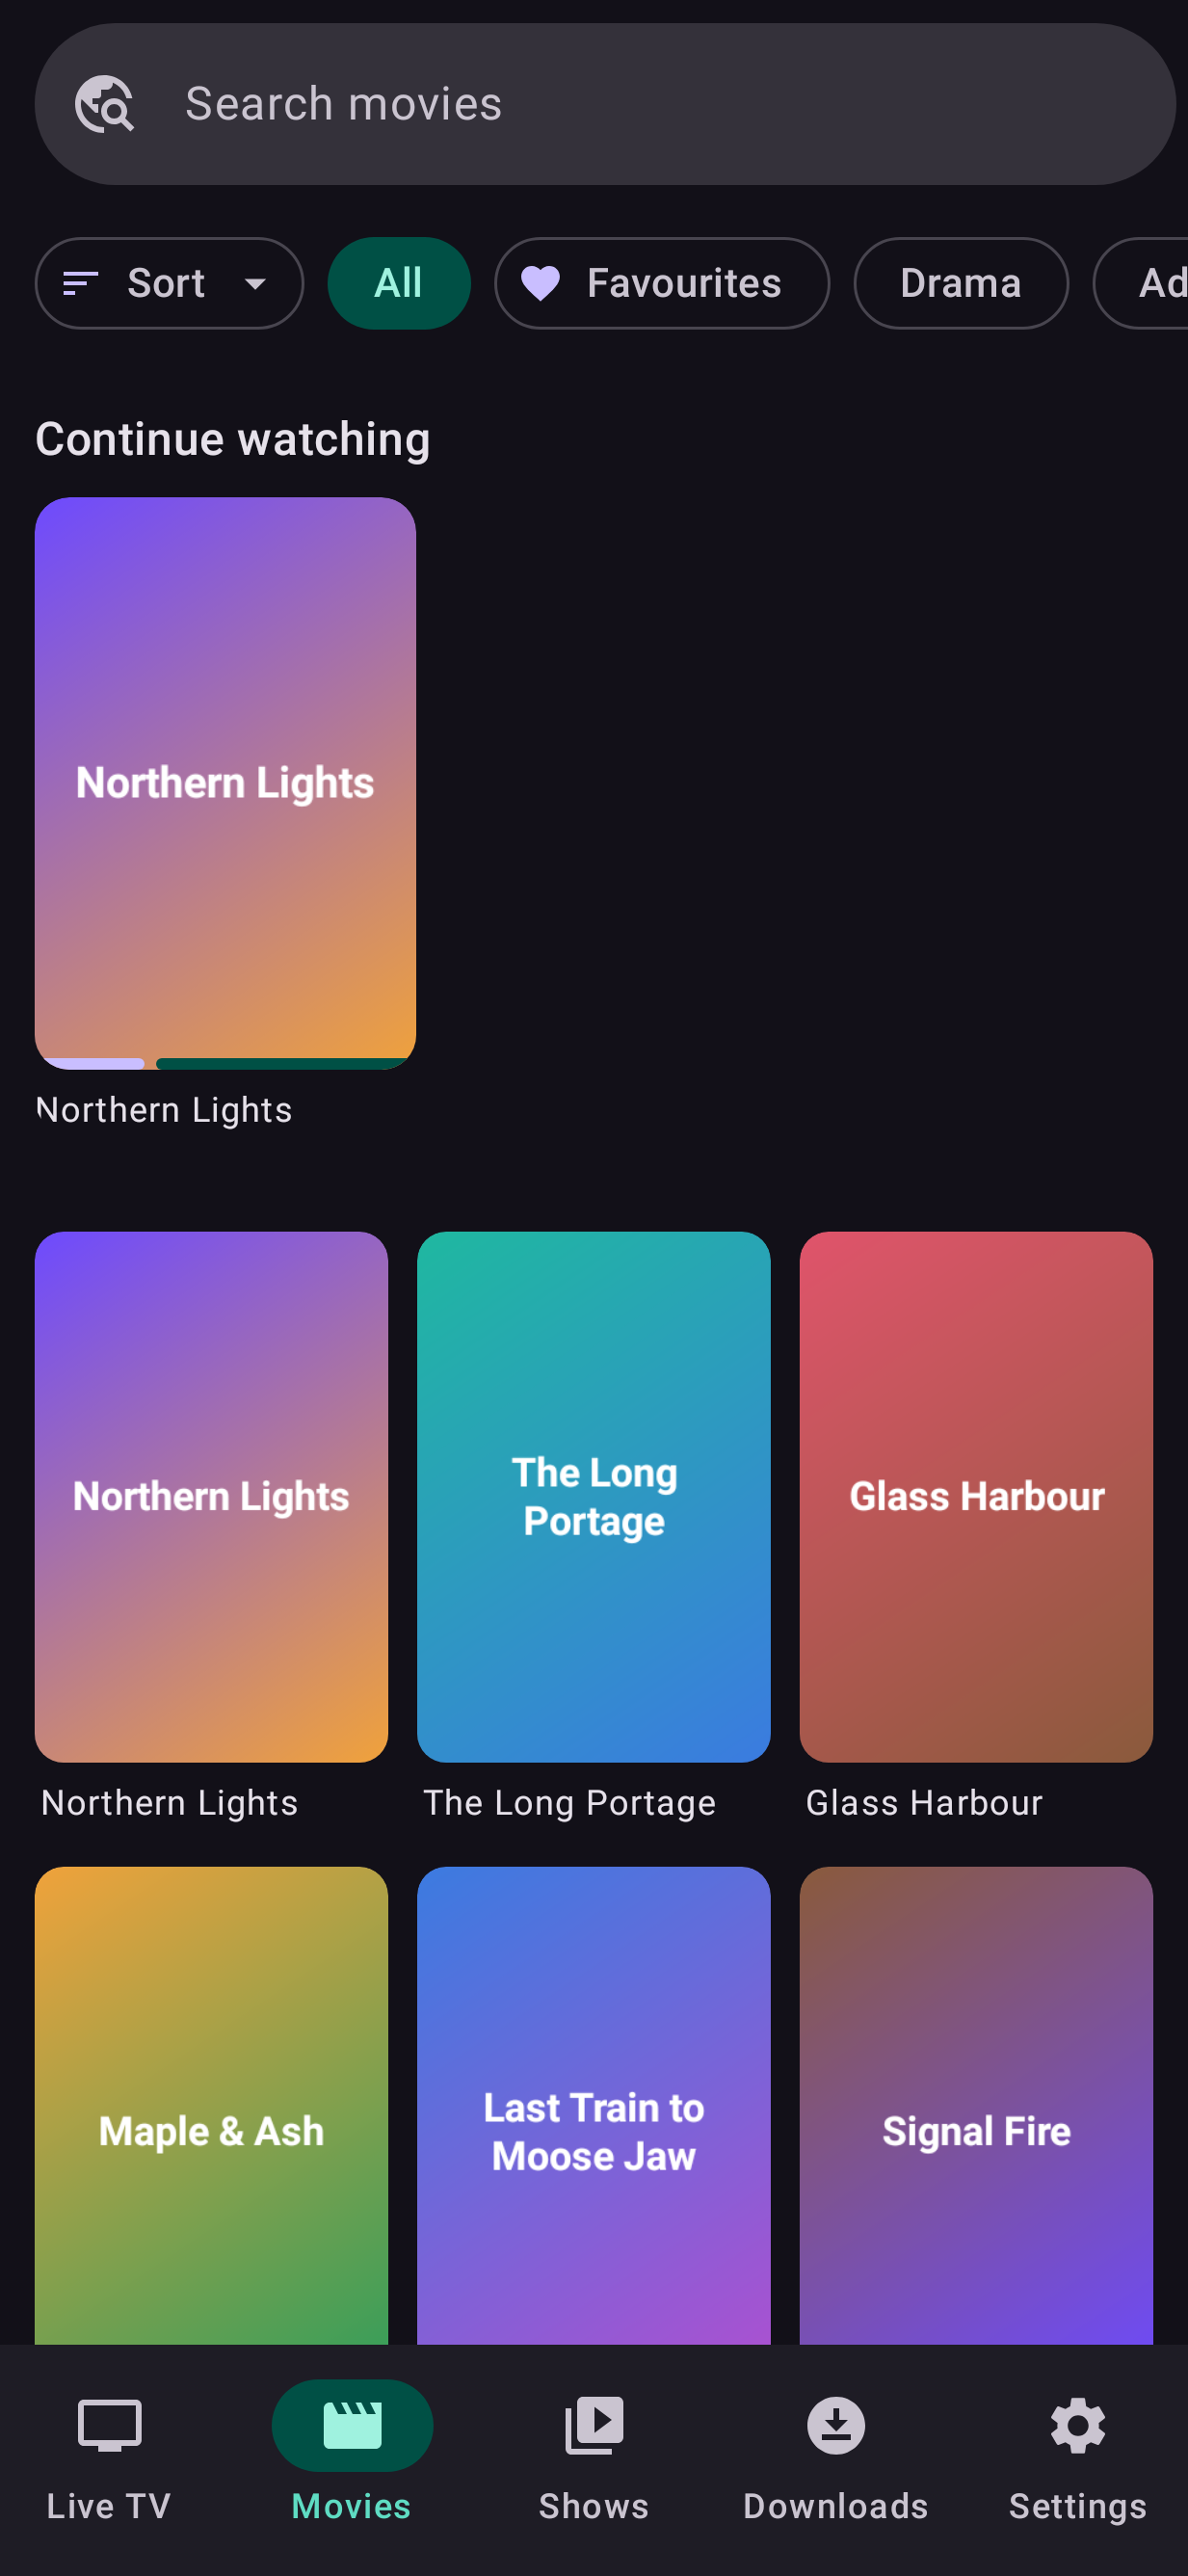 Search movies
Sort
All
Favourites
Drama
Ad
Continue watching
Northern Lights
Northern Lights
Northern Lights
The Long
Portage
Glass Harbour
Northern Lights
The Long Portage
Glass Harbour
Maple & Ash
Last Train to
Moose Jaw
Signal Fire
Live TV
Movies
Shows
Downloads
Settings